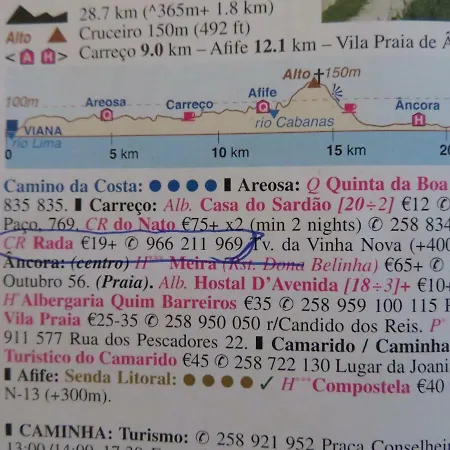 28.7 km (^365m+ 1.8 km)
Alto Cruceiro 150m (492 ft)
< A H > Carreço 9.0 km – Afife 12.1 km – Vila Praia de Â
Alto 150m
100m Areosa Carreço Afife Âncora
Q Q H
VIANA rio Cabanas
rio Lima
0 5 km 10 km 15 km
Camino da Costa: ● ● ● ● ▌Areosa: Q Quinta da Boa
835 835. ▌Carreço: Alb. Casa do Sardão [20÷2] €12 ✆
Paço, 769. CR do Nato €75+ x2 (min 2 nights) ✆ 258 834
CR Rada €19+ ✆ 966 211 969 Tv. da Vinha Nova (+400
Âncora: (centro) H** Meira (Rst. Dona Belinha) €65+ ✆
Outubro 56. (Praia). Alb. Hostal D’Avenida [18÷3]+ €10+
H Albergaria Quim Barreiros €35 ✆ 258 959 100 115 R
Vila Praia €25-35 ✆ 258 950 050 r/Candido dos Reis. P*
911 577 Rua dos Pescadores 22. ▌Camarido / Caminha
Turistico do Camarido €45 ✆ 258 722 130 Lugar da Joani
▌Afife: Senda Litoral: ● ● ● ● ✓ H*** Compostela €40
N-13 (+300m).
▌CAMINHA: Turismo: ✆ 258 921 952 Praça Conselhei